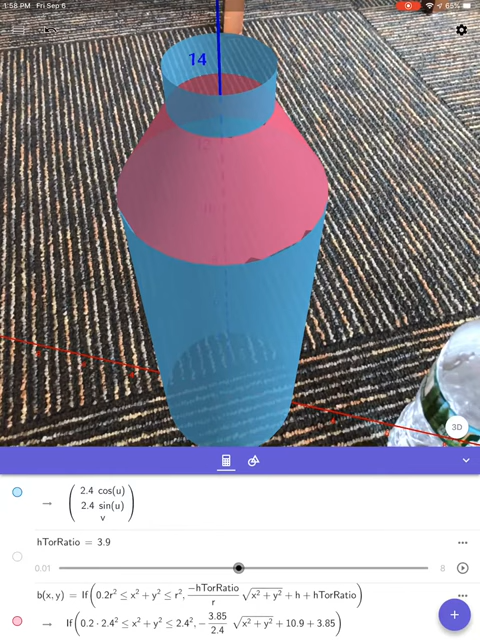 1:58 PM Fri Sep 6
65%
14
3D
2.4 cos(u)
→ ( 2.4 sin(u) )
v
hTorRatio = 3.9
0.01
8
b(x, y) = If(0.2r² ≤ x² + y² ≤ r², −hTorRatio/r √(x² + y²) + h + hTorRatio)
→ If(0.2 · 2.4² ≤ x² + y² ≤ 2.4², −3.85/2.4 √(x² + y²) + 10.9 + 3.85)